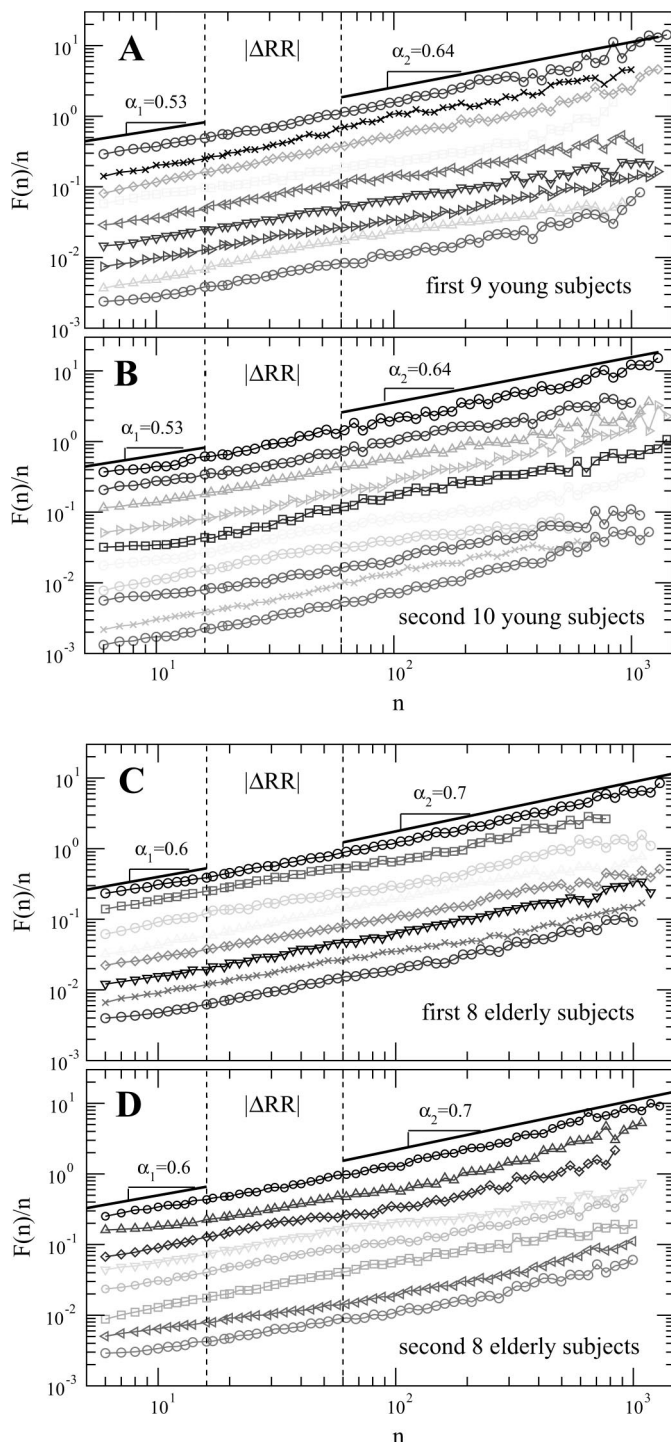 A
|ΔRR|
α2=0.64
α1=0.53
10^1
10^0
10^-1
10^-2
10^-3
F(n)/n
first 9 young subjects
B
|ΔRR|
α2=0.64
α1=0.53
10^1
10^0
10^-1
10^-2
10^-3
F(n)/n
second 10 young subjects
10^1
10^2
10^3
n
C
|ΔRR|
α2=0.7
α1=0.6
10^1
10^0
10^-1
10^-2
10^-3
F(n)/n
first 8 elderly subjects
D
|ΔRR|
α2=0.7
α1=0.6
10^1
10^0
10^-1
10^-2
10^-3
F(n)/n
second 8 elderly subjects
10^1
10^2
10^3
n